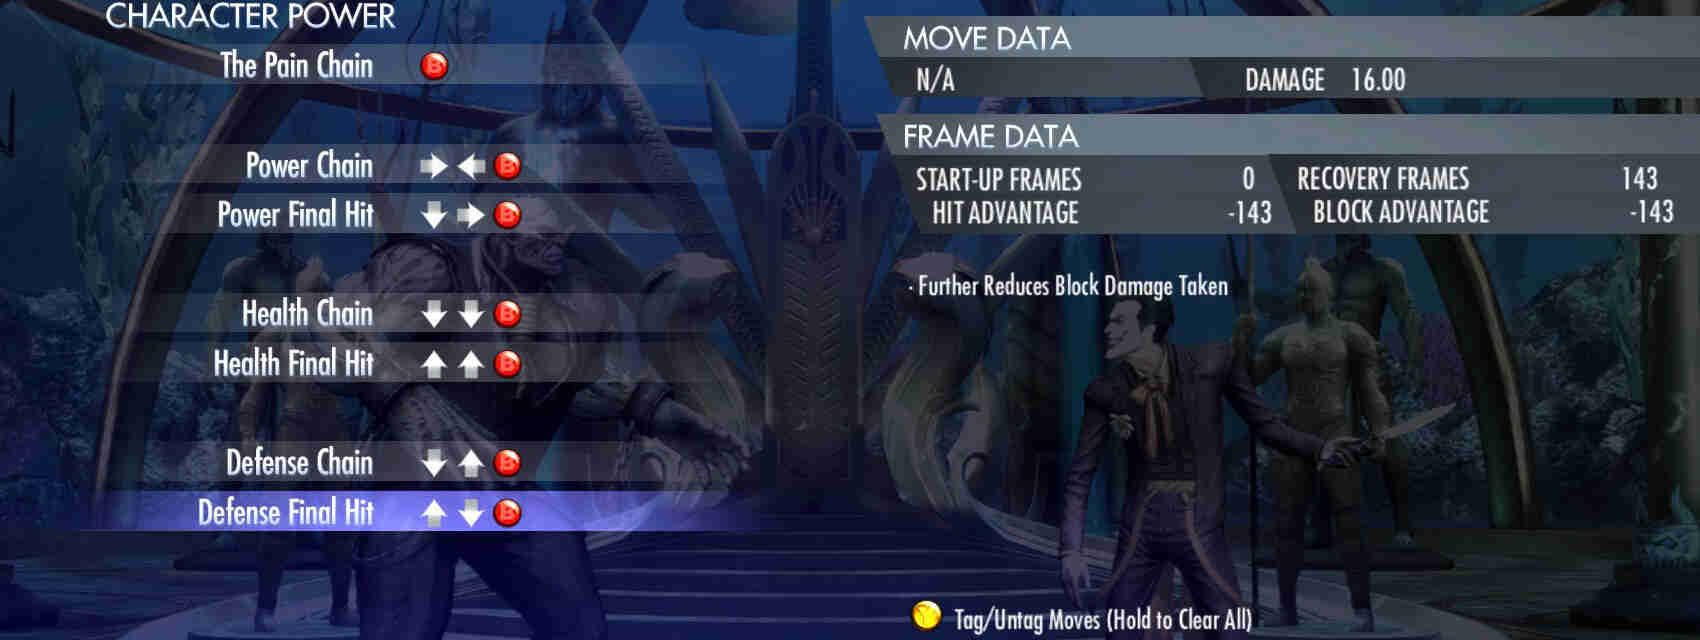 CHARACTER POWER
The Pain Chain B
Power Chain B
Power Final Hit B
Health Chain B
Health Final Hit B
Defense Chain B
Defense Final Hit B
MOVE DATA
N/A DAMAGE 16.00
FRAME DATA
START-UP FRAMES 0 RECOVERY FRAMES 143
HIT ADVANTAGE -143 BLOCK ADVANTAGE -143
· Further Reduces Block Damage Taken
Y Tag/Untag Moves (Hold to Clear All)